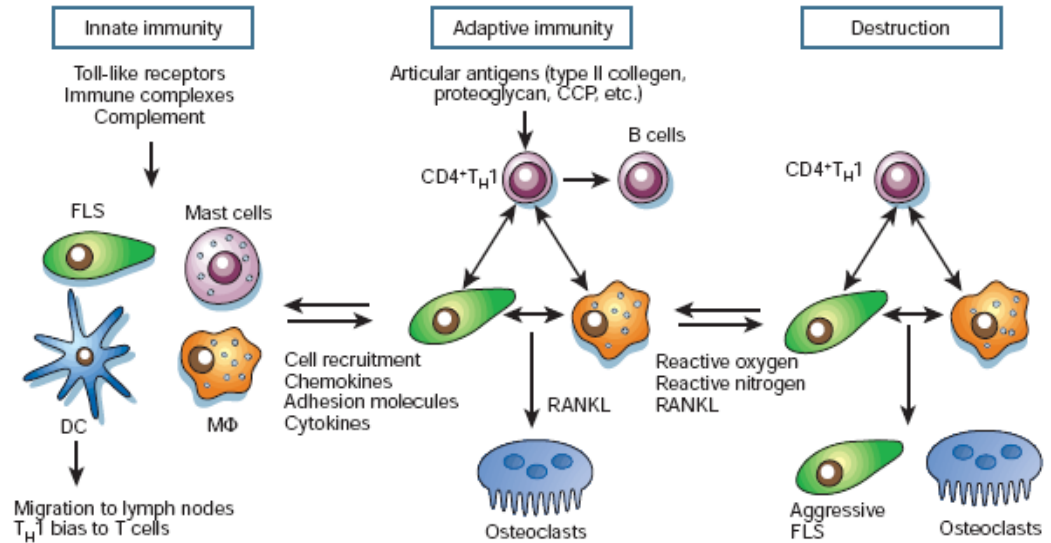 Innate immunity
Toll-like receptors
Immune complexes
Complement
FLS
Mast cells
DC
MΦ
Migration to lymph nodes
TH1 bias to T cells
Cell recruitment
Chemokines
Adhesion molecules
Cytokines
Adaptive immunity
Articular antigens (type II collagen,
proteoglycan, CCP, etc.)
B cells
CD4+TH1
RANKL
Osteoclasts
Reactive oxygen
Reactive nitrogen
RANKL
Destruction
CD4+TH1
Aggressive
FLS
Osteoclasts